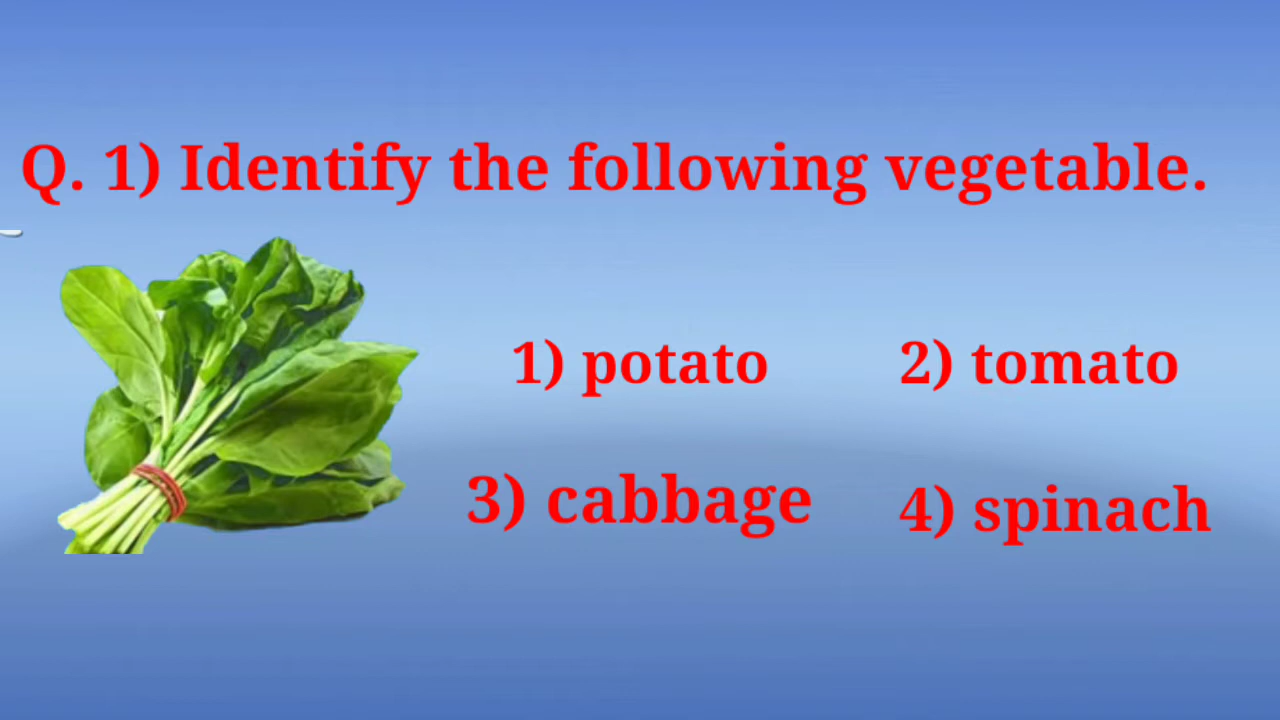 Q. 1) Identify the following vegetable.
1) potato 2) tomato
3) cabbage 4) spinach